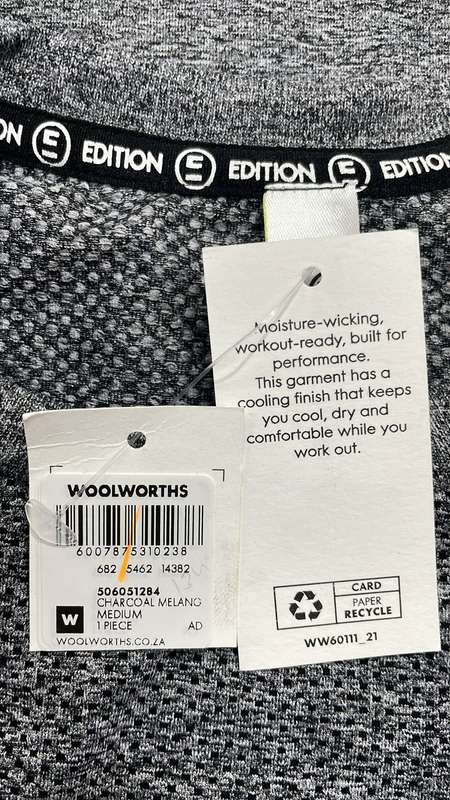 ON EDITION EDITION EDITION
Moisture-wicking,
workout-ready, built for
performance.
This garment has a
cooling finish that keeps
you cool, dry and
comfortable while you
work out.
CARD
PAPER
RECYCLE
WW60111_21
WOOLWORTHS
6007875310238
682 5462 14382
506051284
CHARCOAL MELANG
MEDIUM
1 PIECE AD
W
WOOLWORTHS.CO.ZA